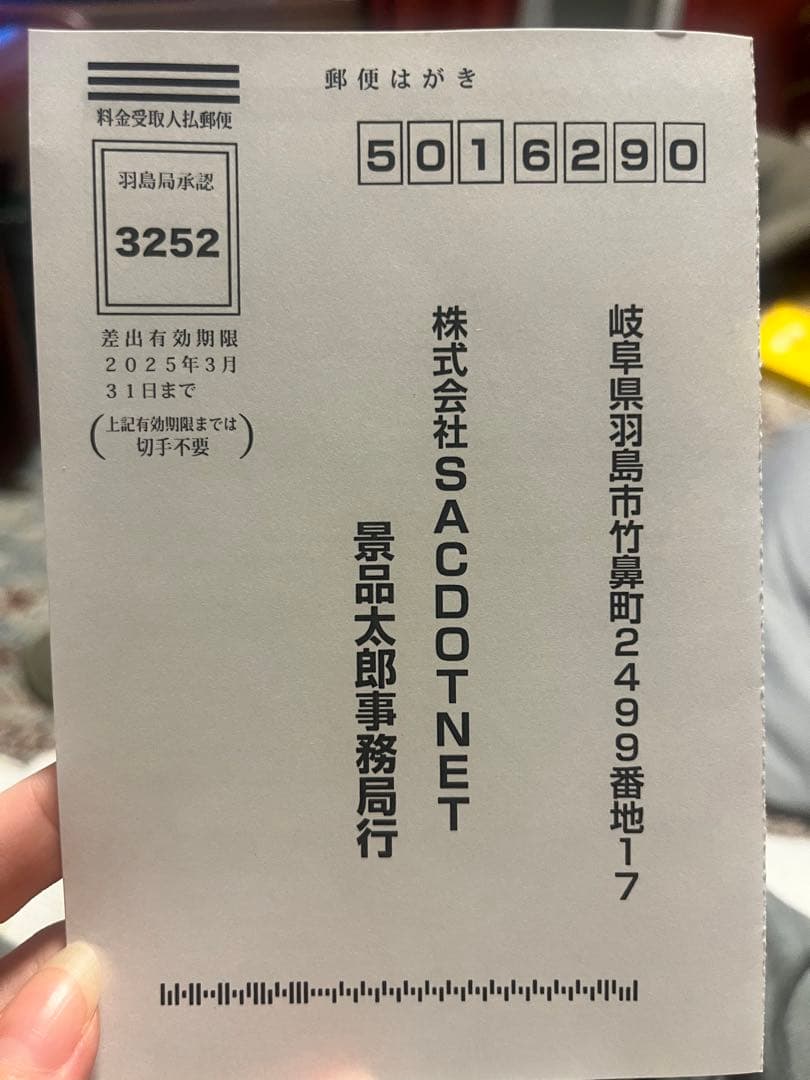 郵便はがき
5016290
料金受取人払郵便
羽島局承認
3252
差出有効期限
2025年3月
31日まで
(上記有効期限までは
切手不要)
岐阜県羽島市竹鼻町2499番地17
株式会社SACDOTNET
景品太郎事務局行